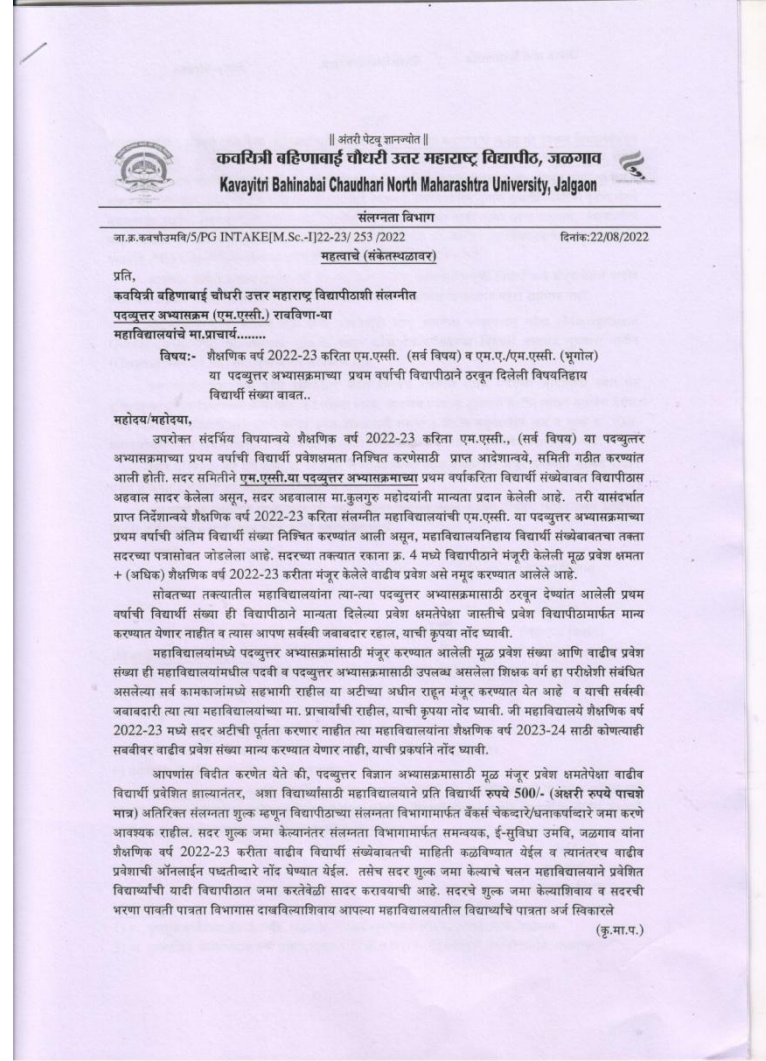 || अंतरी पेटवू ज्ञानज्योत ||
कवयित्री बहिणाबाई चौधरी उत्तर महाराष्ट्र विद्यापीठ, जळगाव
Kavayitri Bahinabai Chaudhari North Maharashtra University, Jalgaon
संलग्नता विभाग
जा.क्र.कबचौउमवि/5/PG INTAKE[M.Sc.-I]22-23/ 253 /2022 दिनांक:22/08/2022
महत्वाचे (संकेतस्थळावर)
प्रति,
कवयित्री बहिणाबाई चौधरी उत्तर महाराष्ट्र विद्यापीठाशी संलग्नीत
पदव्युत्तर अभ्यासक्रम (एम.एस्सी.) राबविणा-या
महाविद्यालयांचे मा.प्राचार्य........
विषय:- शैक्षणिक वर्ष 2022-23 करिता एम.एस्सी. (सर्व विषय) व एम.ए./एम.एस्सी. (भूगोल)
या पदव्युत्तर अभ्यासक्रमाच्या प्रथम वर्षाची विद्यापीठाने ठरवून दिलेली विषयनिहाय
विद्यार्थी संख्या बाबत..
महोदय/महोदया,
उपरोक्त संदर्भिय विषयान्वये शैक्षणिक वर्ष 2022-23 करिता एम.एस्सी., (सर्व विषय) या पदव्युत्तर
अभ्यासक्रमाच्या प्रथम वर्षाची विद्यार्थी प्रवेशक्षमता निश्चित करणेसाठी प्राप्त आदेशान्वये, समिती गठीत करण्यांत
आली होती. सदर समितीने एम.एस्सी.या पदव्युत्तर अभ्यासक्रमाच्या प्रथम वर्षाकरिता विद्यार्थी संख्येबाबत विद्यापीठास
अहवाल सादर केलेला असून, सदर अहवालास मा.कुलगुरु महोदयांनी मान्यता प्रदान केलेली आहे. तरी यासंदर्भात
प्राप्त निर्देशान्वये शैक्षणिक वर्ष 2022-23 करिता संलग्नीत महाविद्यालयांची एम.एस्सी. या पदव्युत्तर अभ्यासक्रमाच्या
प्रथम वर्षाची अंतिम विद्यार्थी संख्या निश्चित करण्यांत आली असून, महाविद्यालयनिहाय विद्यार्थी संख्येबाबतचा तक्ता
सदरच्या पत्रासोबत जोडलेला आहे. सदरच्या तक्त्यात रकाना क्र. 4 मध्ये विद्यापीठाने मंजूरी केलेली मूळ प्रवेश क्षमता
+ (अधिक) शैक्षणिक वर्ष 2022-23 करीता मंजूर केलेले वाढीव प्रवेश असे नमूद करण्यात आलेले आहे.
सोबतच्या तक्त्यातील महाविद्यालयांना त्या-त्या पदव्युत्तर अभ्यासक्रमासाठी ठरवून देण्यांत आलेली प्रथम
वर्षाची विद्यार्थी संख्या ही विद्यापीठाने मान्यता दिलेल्या प्रवेश क्षमतेपेक्षा जास्तीचे प्रवेश विद्यापीठामार्फत मान्य
करण्यात येणार नाहीत व त्यास आपण सर्वस्वी जबाबदार रहाल, याची कृपया नोंद घ्यावी.
महाविद्यालयांमध्ये पदव्युत्तर अभ्यासक्रमांसाठी मंजूर करण्यात आलेली मूळ प्रवेश संख्या आणि वाढीव प्रवेश
संख्या ही महाविद्यालयांमधील पदवी व पदव्युत्तर अभ्यासक्रमासाठी उपलब्ध असलेला शिक्षक वर्ग हा परीक्षेशी संबंधित
असलेल्या सर्व कामकाजांमध्ये सहभागी राहील या अटीच्या अधीन राहून मंजूर करण्यात येत आहे व याची सर्वस्वी
जबाबदारी त्या त्या महाविद्यालयांच्या मा. प्राचार्यांची राहील, याची कृपया नोंद घ्यावी. जी महाविद्यालये शैक्षणिक वर्ष
2022-23 मध्ये सदर अटीची पूर्तता करणार नाहीत त्या महाविद्यालयांना शैक्षणिक वर्ष 2023-24 साठी कोणत्याही
सबबीवर वाढीव प्रवेश संख्या मान्य करण्यात येणार नाही, याची प्रकर्षाने नोंद घ्यावी.
आपणांस विदीत करणेत येते की, पदव्युत्तर विज्ञान अभ्यासक्रमासाठी मूळ मंजूर प्रवेश क्षमतेपेक्षा वाढीव
विद्यार्थी प्रवेशित झाल्यानंतर, अशा विद्यार्थ्यांसाठी महाविद्यालयाने प्रति विद्यार्थी रुपये 500/- (अंक्षरी रुपये पाचशे
मात्र) अतिरिक्त संलग्नता शुल्क म्हणून विद्यापीठाच्या संलग्नता विभागामार्फत बँकर्स चेकव्दारे/धनाकर्षाव्दारे जमा करणे
आवश्यक राहील. सदर शुल्क जमा केल्यानंतर संलग्नता विभागामार्फत समन्वयक, ई-सुविधा उमवि, जळगाव यांना
शैक्षणिक वर्ष 2022-23 करीता वाढीव विद्यार्थी संख्येबाबतची माहिती कळविण्यात येईल व त्यानंतरच वाढीव
प्रवेशाची ऑनलाईन पध्दतीव्दारे नोंद घेण्यात येईल. तसेच सदर शुल्क जमा केल्याचे चलन महाविद्यालयाने प्रवेशित
विद्यार्थ्यांची यादी विद्यापीठात जमा करतेवेळी सादर करावयाची आहे. सदरचे शुल्क जमा केल्याशिवाय व सदरची
भरणा पावती पात्रता विभागास दाखविल्याशिवाय आपल्या महाविद्यालयातील विद्यार्थ्यांचे पात्रता अर्ज स्विकारले
(कृ.मा.प.)